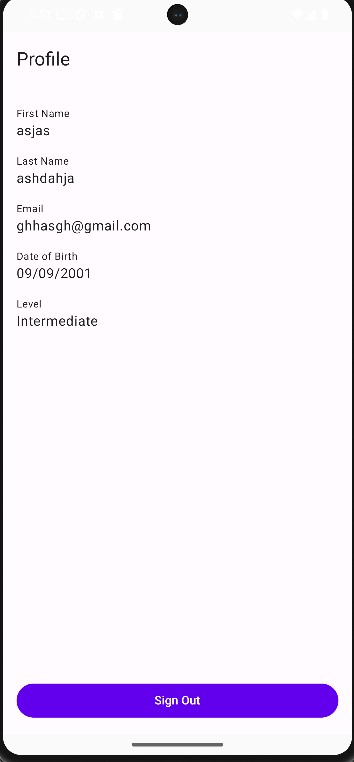 Profile
First Name
asjas
Last Name
ashdahja
Email
ghhasgh@gmail.com
Date of Birth
09/09/2001
Level
Intermediate
Sign Out